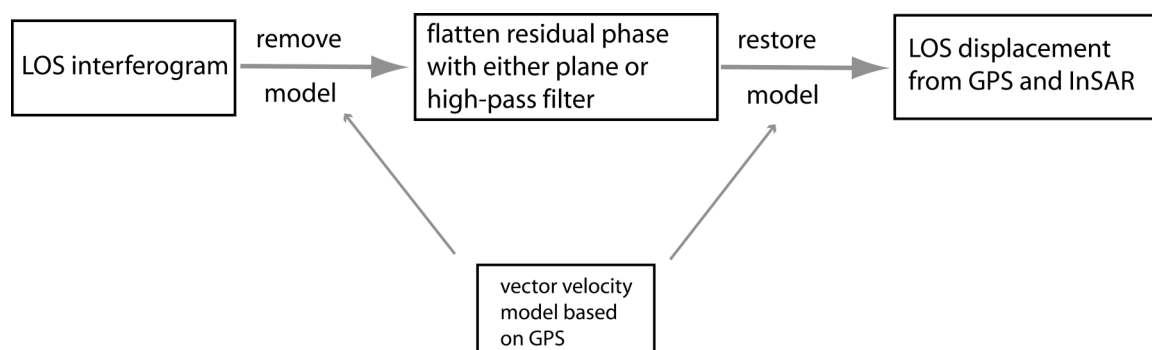 LOS interferogram
remove
model
flatten residual phase
with either plane or
high-pass filter
restore
model
LOS displacement
from GPS and InSAR
vector velocity
model based
on GPS